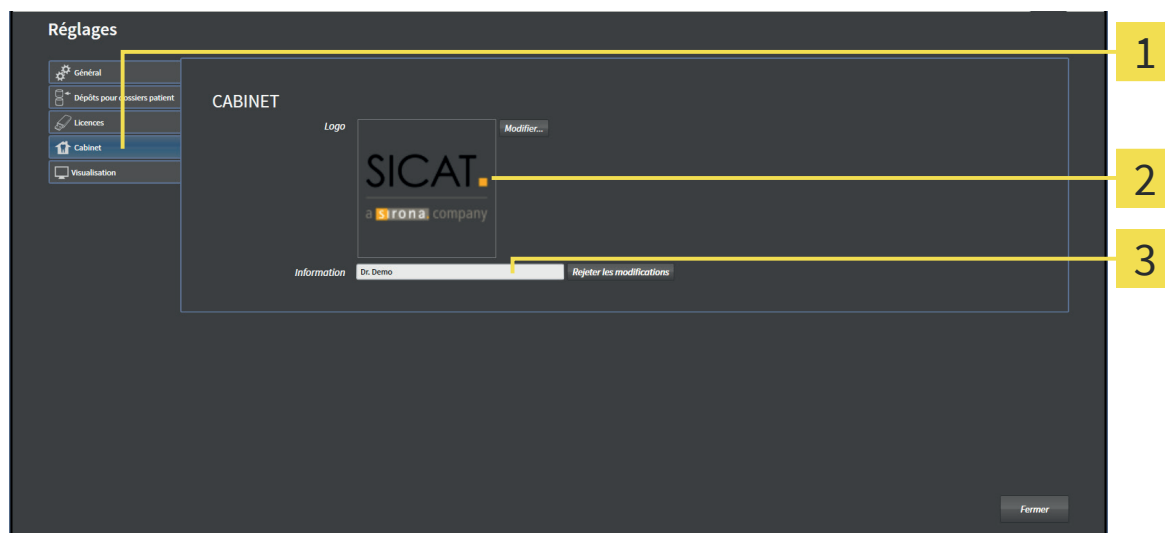 Réglages
1
Général
Dépôts pour dossiers patient
CABINET
Licences
Logo
Modifier...
Cabinet
Visualisation
SICAT.
2
a sirona. company
3
Information
Dr. Demo
Rejeter les modifications
Fermer